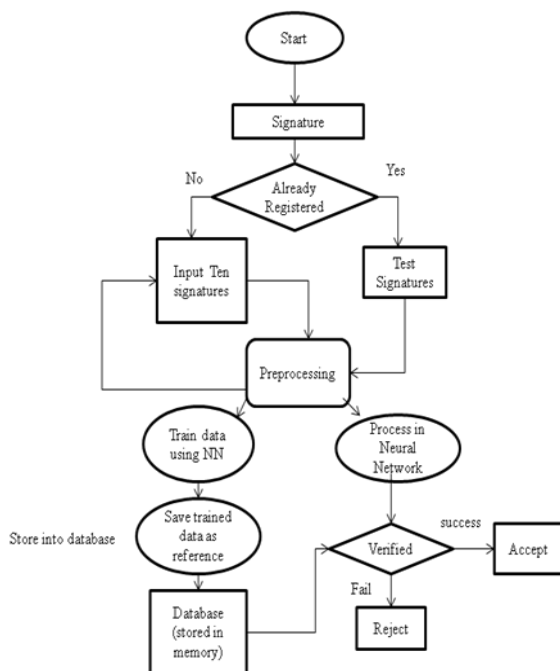 Start
Signature
No
Yes
Already
Registered
Input Ten
signatures
Test
Signatures
Preprocessing
Train data
using NN
Process in
Neural
Network
Store into database
Save trained
data as
reference
success
Verified
Accept
Fail
Database
(stored in
memory)
Reject